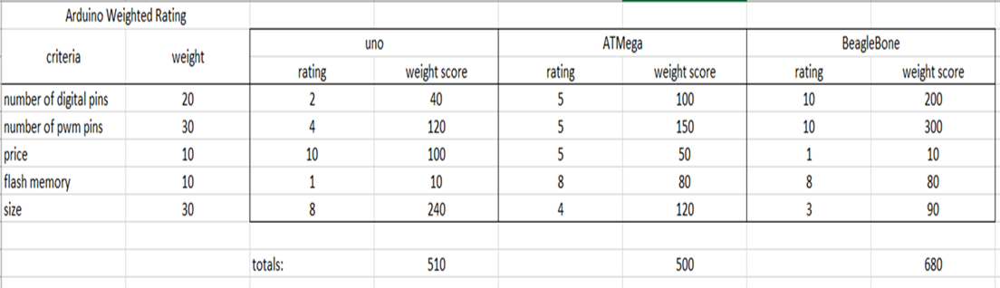 Arduino Weighted Rating
criteria weight uno ATMega BeagleBone
rating weight score rating weight score rating weight score
number of digital pins 20 2 40 5 100 10 200
number of pwm pins 30 4 120 5 150 10 300
price 10 10 100 5 50 1 10
flash memory 10 1 10 8 80 8 80
size 30 8 240 4 120 3 90
totals: 510 500 680